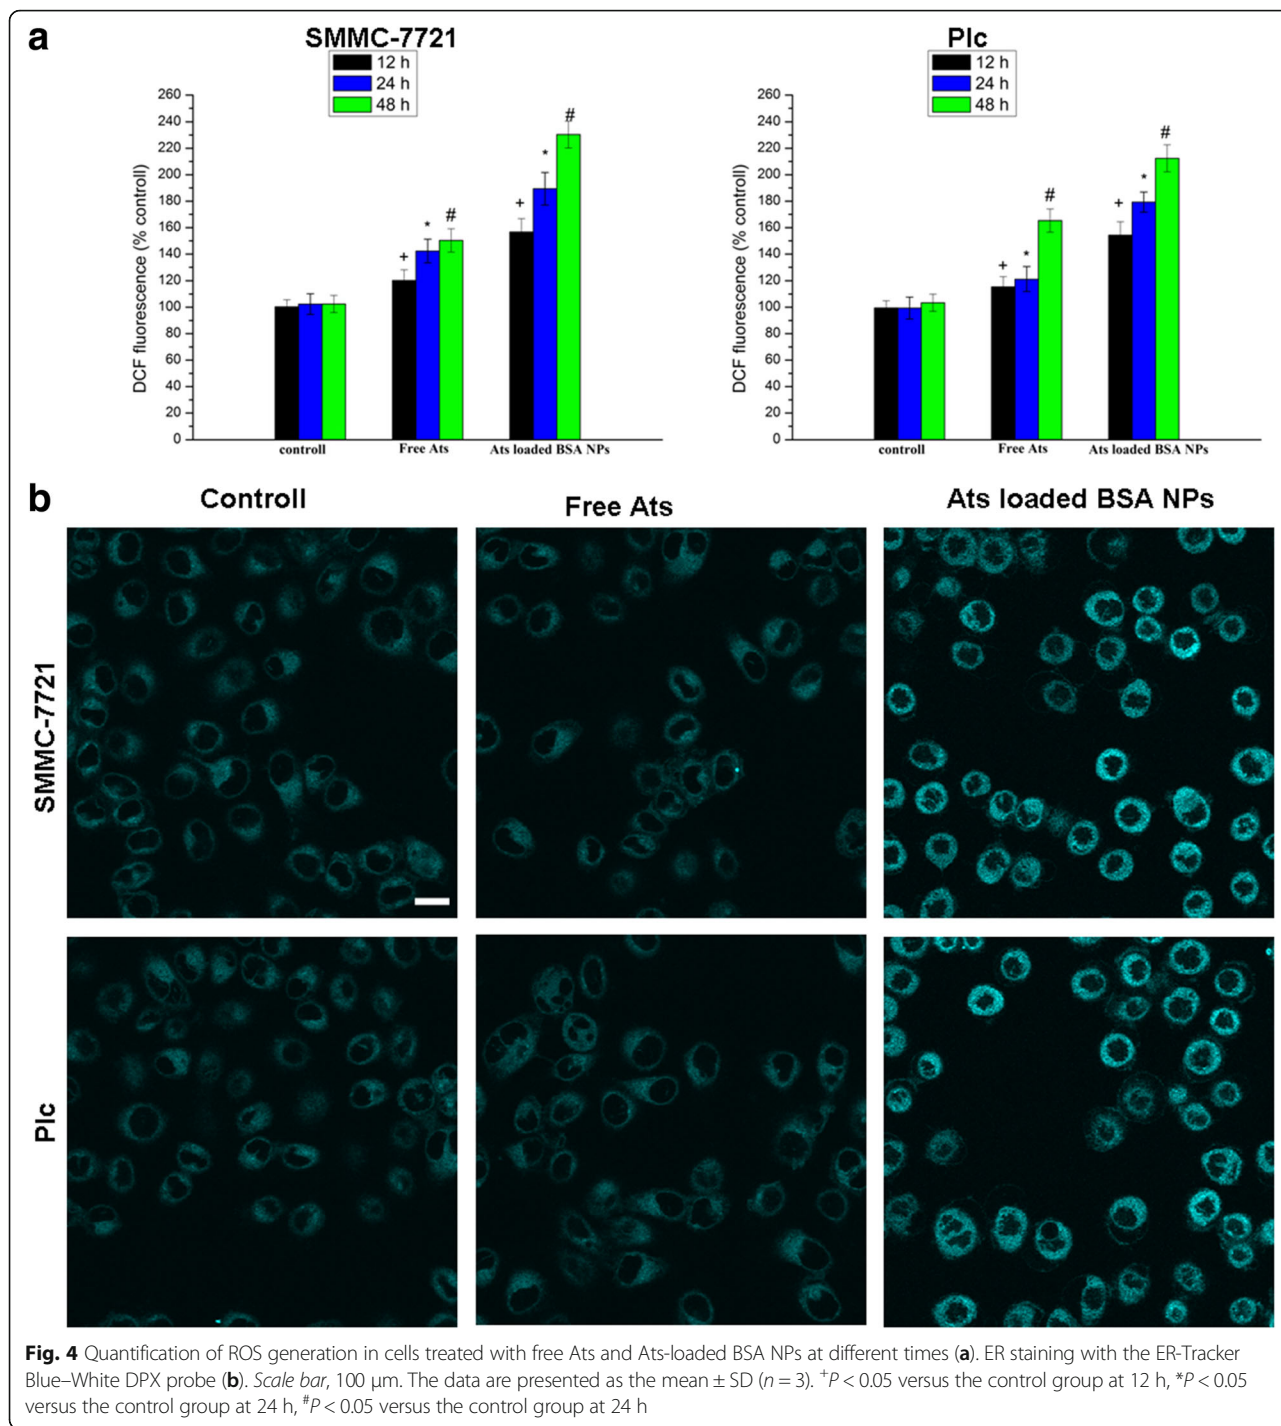 a
SMMC-7721
12 h
24 h
48 h
DCF fluorescence (% controll)
260
240
220
200
180
160
140
120
100
80
60
40
20
0
+
*
#
+
*
#
controll
Free Ats
Ats loaded BSA NPs
Plc
12 h
24 h
48 h
DCF fluorescence (% controll)
260
240
220
200
180
160
140
120
100
80
60
40
20
0
+
*
#
+
*
#
controll
Free Ats
Ats loaded BSA NPs
b
Controll
Free Ats
Ats loaded BSA NPs
SMMC-7721
Plc
Fig. 4 Quantification of ROS generation in cells treated with free Ats and Ats-loaded BSA NPs at different times (a). ER staining with the ER-Tracker
Blue–White DPX probe (b). Scale bar, 100 μm. The data are presented as the mean ± SD (n = 3). ⁺P < 0.05 versus the control group at 12 h, *P < 0.05
versus the control group at 24 h, ᶧP < 0.05 versus the control group at 24 h